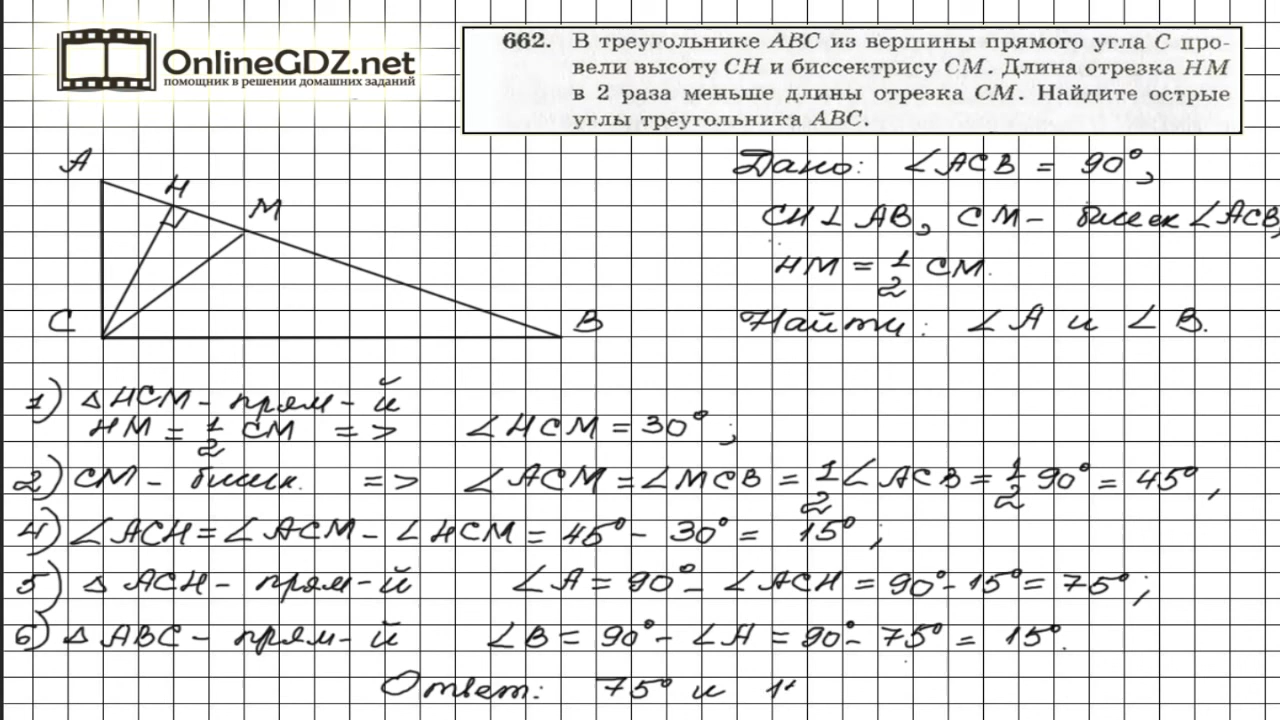 OnlineGDZ.net
помощник в решении домашних заданий
662. В треугольнике ABC из вершины прямого угла C про-
вели высоту CH и биссектрису CM. Длина отрезка HM
в 2 раза меньше длины отрезка CM. Найдите острые
углы треугольника ABC.
A
H
M
C
B
Дано: ∠ACB = 90°,
CH ⊥ AB, CM - биссек ∠ACB,
HM = 1/2 CM.
Найти: ∠A и ∠B.
1) △HCM - прям-й
HM = 1/2 CM => ∠HCM = 30°;
2) CM - биссек. => ∠ACM = ∠MCB = 1/2 ∠ACB = 1/2 90° = 45°,
4) ∠ACH = ∠ACM - ∠HCM = 45° - 30° = 15°;
5) △ACH - прям-й ∠A = 90° - ∠ACH = 90° - 15° = 75°;
6) △ABC - прям-й ∠B = 90° - ∠A = 90° - 75° = 15°.
Ответ: 75° и